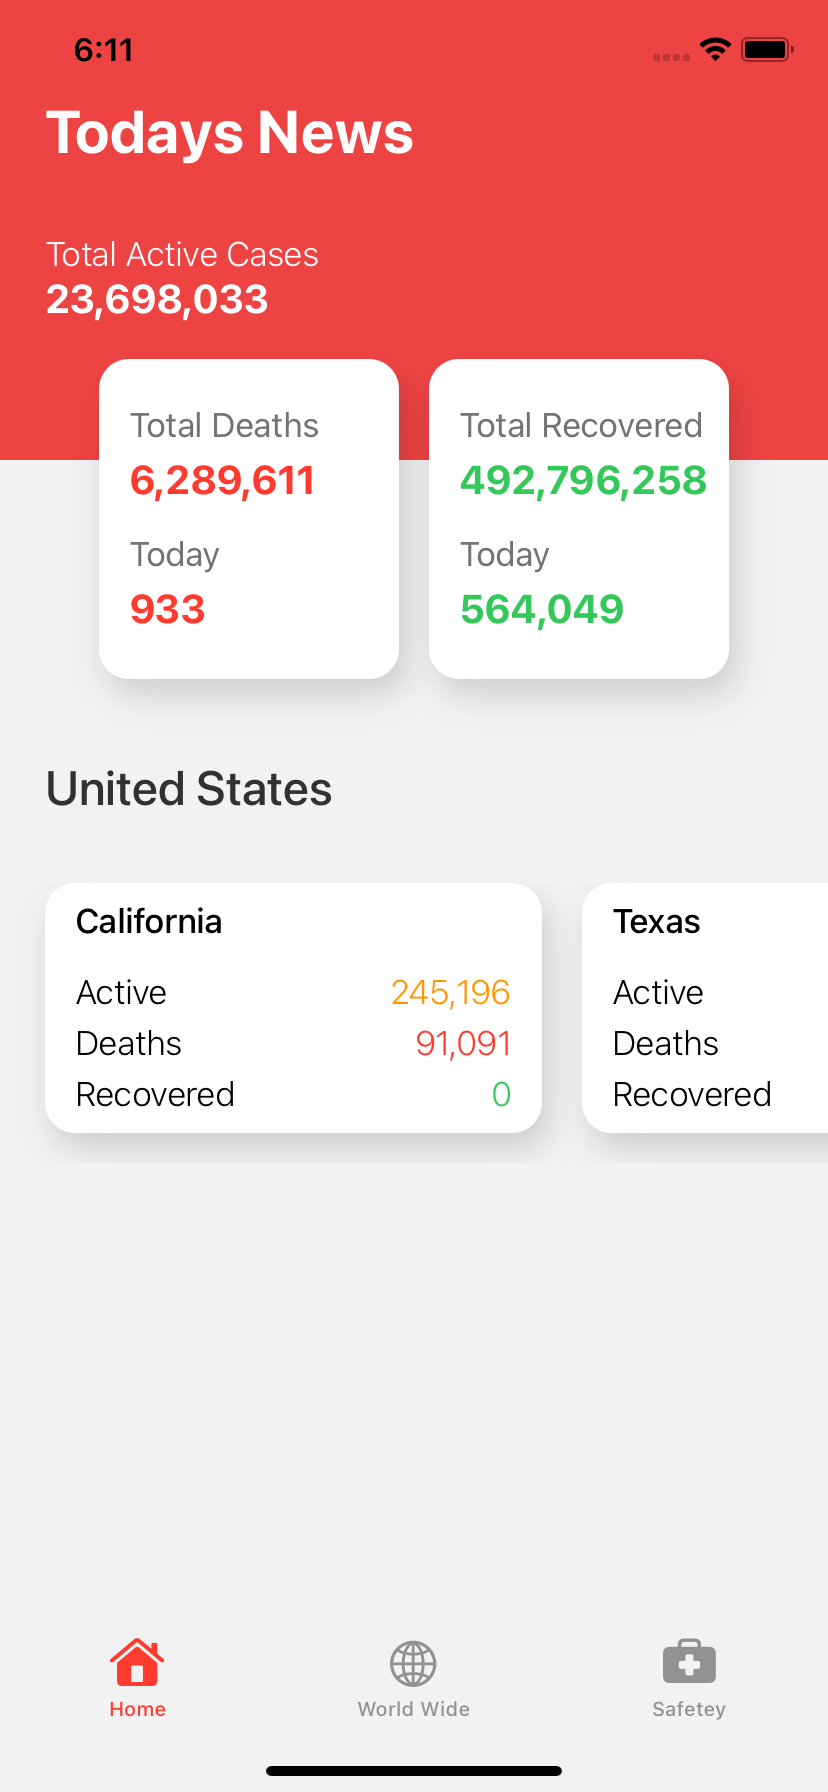 6:11
Todays News
Total Active Cases
23,698,033
Total Deaths
6,289,611
Today
933
Total Recovered
492,796,258
Today
564,049
United States
California
Active 245,196
Deaths 91,091
Recovered 0
Texas
Active
Deaths
Recovered
Home
World Wide
Safetey